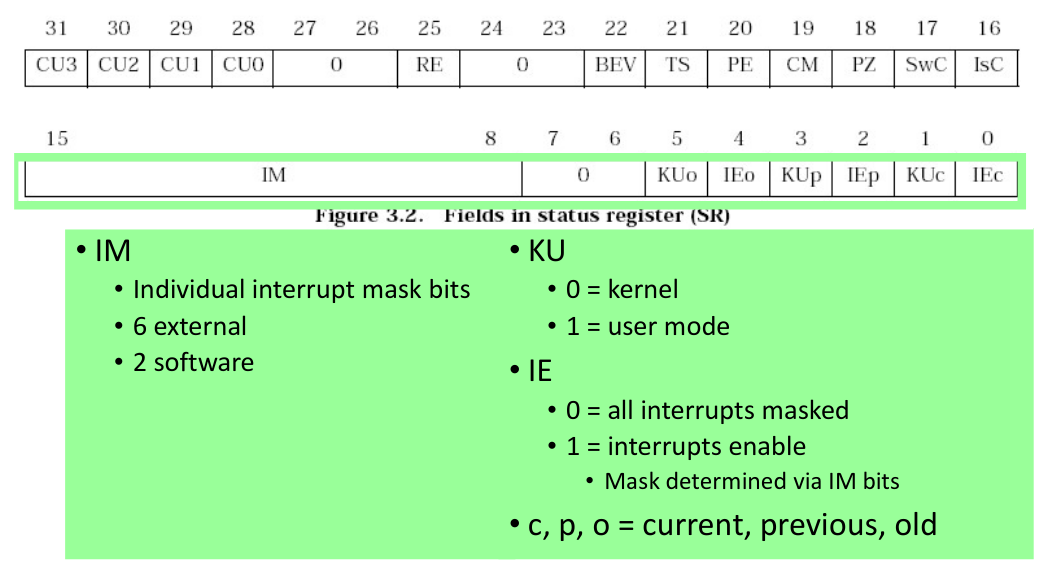 31 30 29 28 27 26 25 24 23 22 21 20 19 18 17 16
CU3 CU2 CU1 CU0 0 RE 0 BEV TS PE CM PZ SwC IsC
15 8 7 6 5 4 3 2 1 0
IM 0 KUo IEo KUp IEp KUc IEc
Figure 3.2. Fields in status register (SR)
• IM
• Individual interrupt mask bits
• 6 external
• 2 software
• KU
• 0 = kernel
• 1 = user mode
• IE
• 0 = all interrupts masked
• 1 = interrupts enable
• Mask determined via IM bits
• c, p, o = current, previous, old